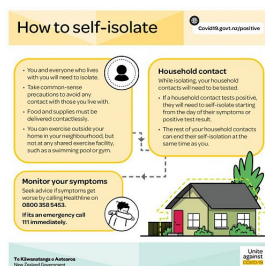 How to self-isolate
Covid19.govt.nz/positive
• You and everyone who lives
with you will need to isolate.
• Take common-sense
precautions to avoid any
contact with those you live with.
• Food and supplies must be
delivered contactlessly.
• You can exercise outside your
home in your neighbourhood, but
not at any shared exercise facility,
such as a swimming pool or gym.
Household contact
While isolating, your household
contacts will need to be tested.
• If a household contact tests positive,
they will need to self-isolate starting
from the day of their symptoms or
positive test result.
• The rest of your household contacts
can end their self-isolation at the
same time as you.
Monitor your symptoms
Seek advice if symptoms get
worse by calling Healthline on
0800 358 5453.
If its an emergency call
111 immediately.
Te Kāwanatanga o Aotearoa
New Zealand Government
Unite
against
COVID-19